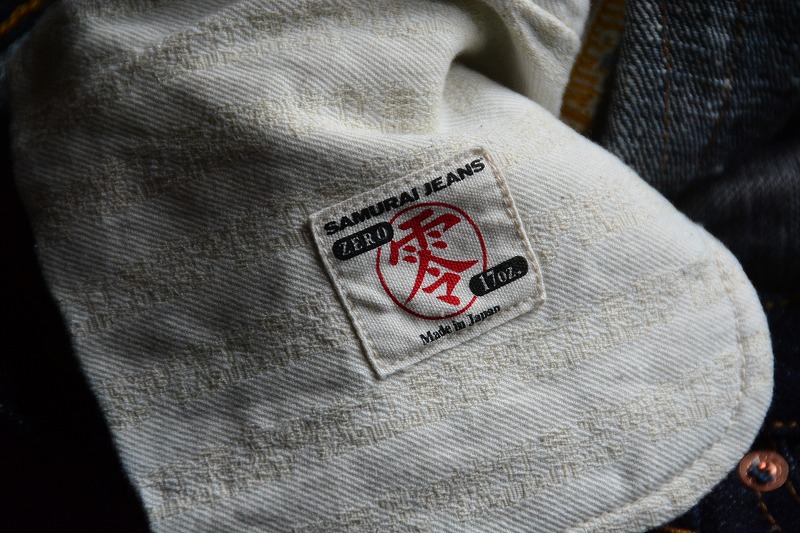 SAMURAI JEANS
ZERO
零
17oz.
Made in Japan